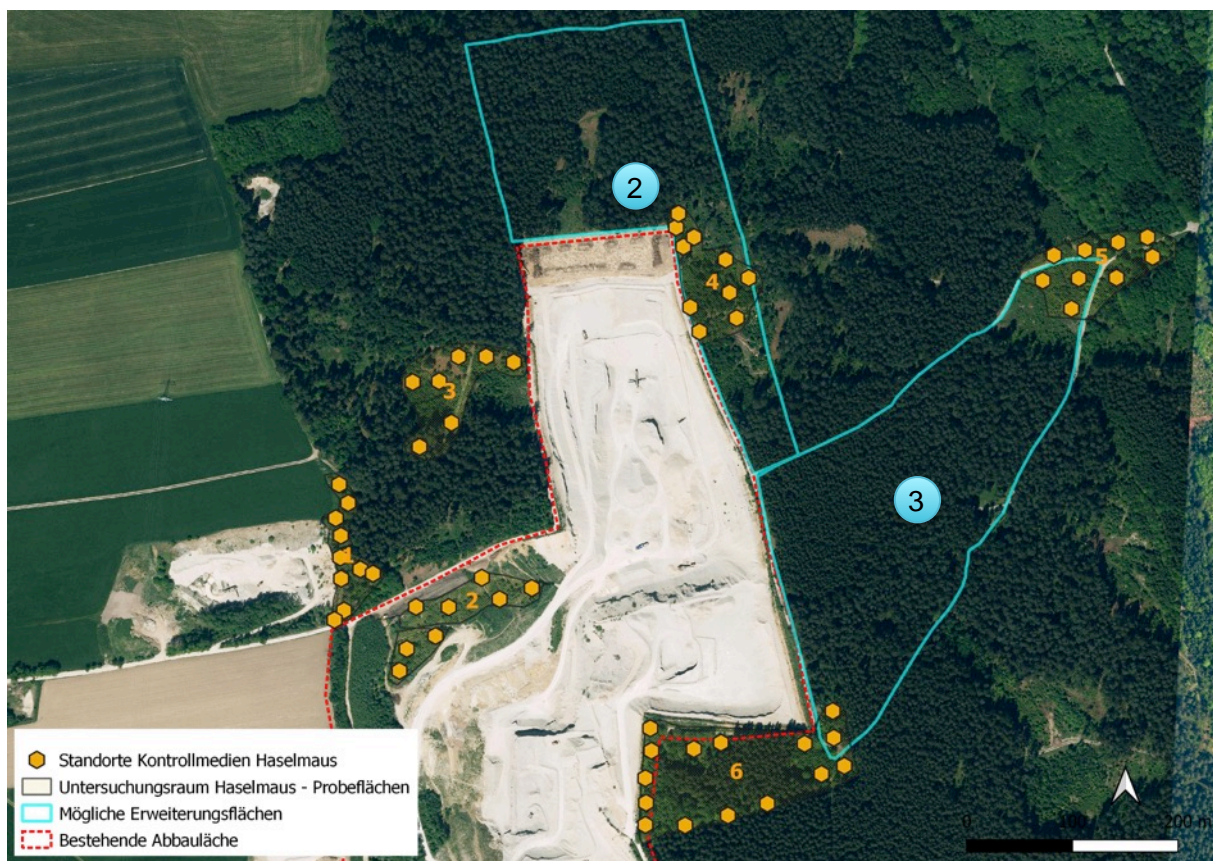 2
4
5
3
3
1
2
6
Standorte Kontrollmedien Haselmaus
Untersuchungsraum Haselmaus - Probeflächen
Mögliche Erweiterungsflächen
Bestehende Abbauläche
0 100 200 m